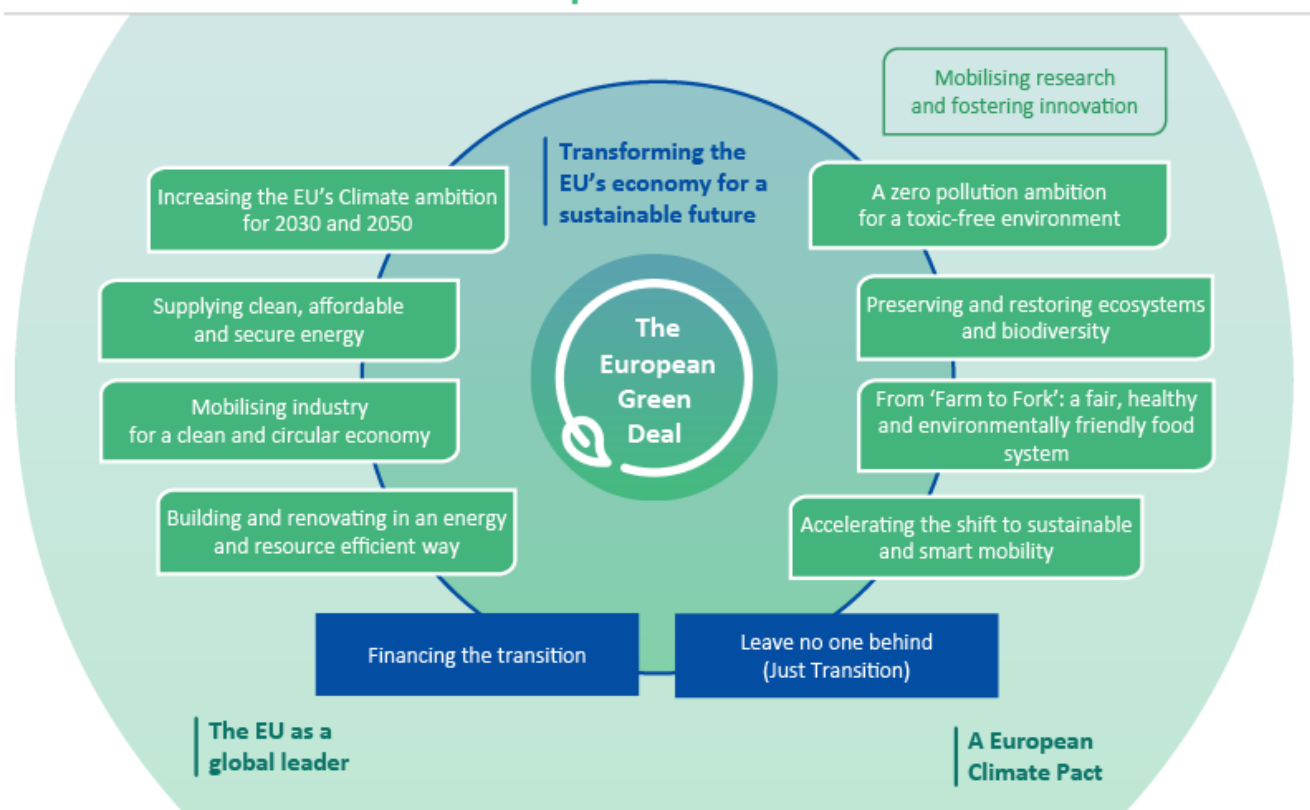 Mobilising research
and fostering innovation
Transforming the
EU's economy for a
sustainable future
Increasing the EU's Climate ambition
for 2030 and 2050
A zero pollution ambition
for a toxic-free environment
Supplying clean, affordable
and secure energy
Preserving and restoring ecosystems
and biodiversity
The
European
Green
Deal
Mobilising industry
for a clean and circular economy
From ‘Farm to Fork’: a fair, healthy
and environmentally friendly food
system
Building and renovating in an energy
and resource efficient way
Accelerating the shift to sustainable
and smart mobility
Financing the transition
Leave no one behind
(Just Transition)
The EU as a
global leader
A European
Climate Pact